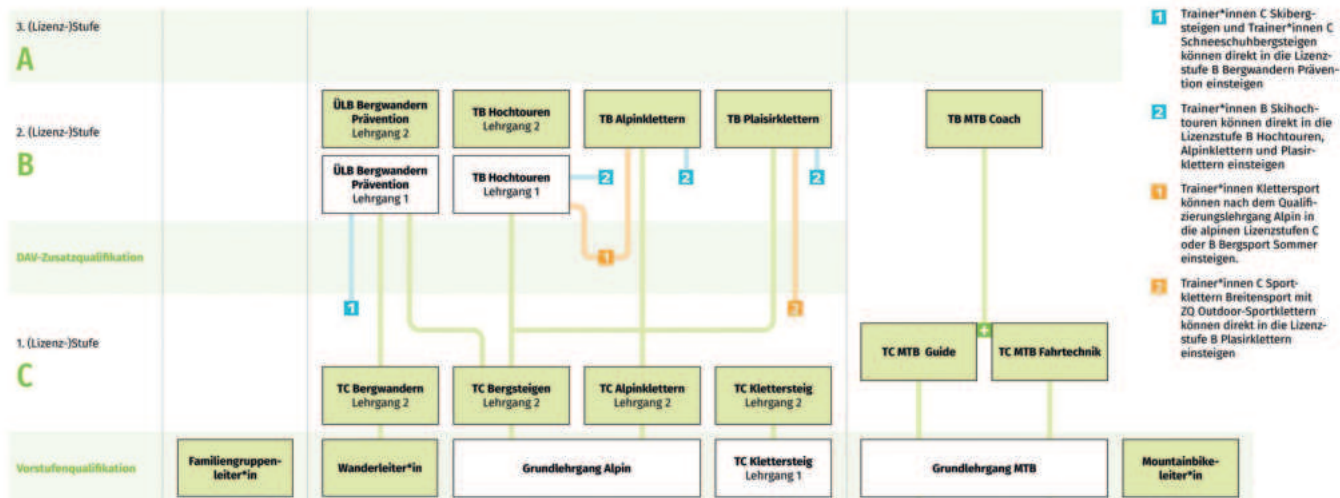 3. (Lizenz-)Stufe
A
2. (Lizenz-)Stufe
B
ÜLB Bergwandern
Prävention
Lehrgang 2
TB Hochtouren
Lehrgang 2
TB Alpinklettern
TB Plaisirklettern
TB MTB Coach
ÜLB Bergwandern
Prävention
Lehrgang 1
TB Hochtouren
Lehrgang 1
2
2
2
DAV-Zusatzqualifikation
1
1
2
1. (Lizenz-)Stufe
C
+
TC MTB Guide
TC MTB Fahrtechnik
TC Bergwandern
Lehrgang 2
TC Bergsteigen
Lehrgang 2
TC Alpinklettern
Lehrgang 2
TC Klettersteig
Lehrgang 2
Vorstufenqualifikation
Familiengruppen-
leiter*in
Wanderleiter*in
Grundlehrgang Alpin
TC Klettersteig
Lehrgang 1
Grundlehrgang MTB
Mountainbike-
leiter*in
1
Trainer*innen C Skiberg-
steigen und Trainer*innen C
Schneeschuhbergsteigen
können direkt in die Lizenz-
stufe B Bergwandern Präven-
tion einsteigen
2
Trainer*innen B Skihoch-
touren können direkt in die
Lizenzstufe B Hochtouren,
Alpinklettern und Plasir-
klettern einsteigen
1
Trainer*innen Klettersport
können nach dem Qualifi-
zierungslehrgang Alpin in
die alpinen Lizenzstufen C
oder B Bergsport Sommer
einsteigen.
2
Trainer*innen C Sport-
klettern Breitensport mit
ZQ Outdoor-Sportklettern
können direkt in die Lizenz-
stufe B Plasirklettern
einsteigen